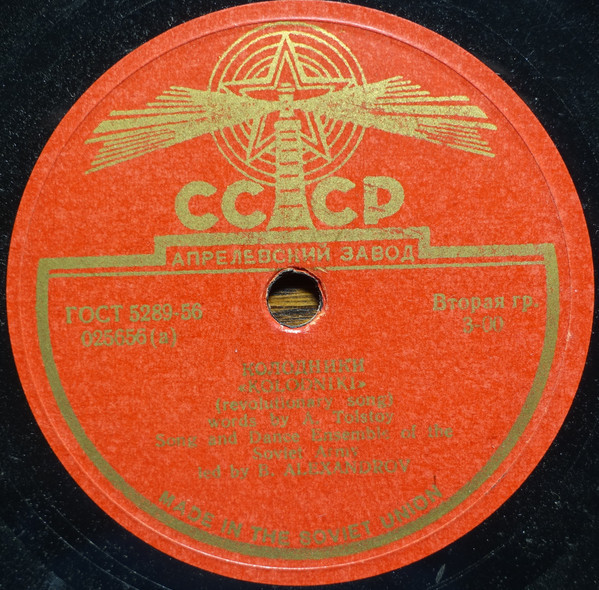 СССР
АПРЕЛЕВСКИЙ ЗАВОД
ГОСТ 5289-56
025656(а)
Вторая гр.
3-00
КОЛОДНИКИ
«KOLODNIKI»
(revolutionary song)
words by A. Tolstoy
Song and Dance Ensemble of the
Soviet Army
led by B. ALEXANDROV
MADE IN THE SOVIET UNION